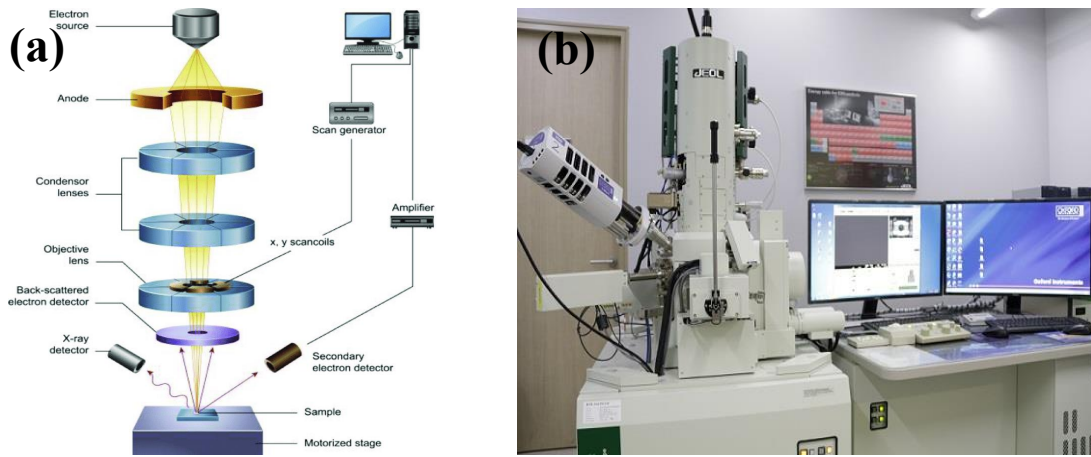 (a)
Electron
source
Anode
Condensor
lenses
Objective
lens
Back-scattered
electron detector
X-ray
detector
Scan generator
Amplifier
x, y scancoils
Secondary
electron detector
Sample
Motorized stage
(b)
JEOL
OXFORD
Oxford Instruments